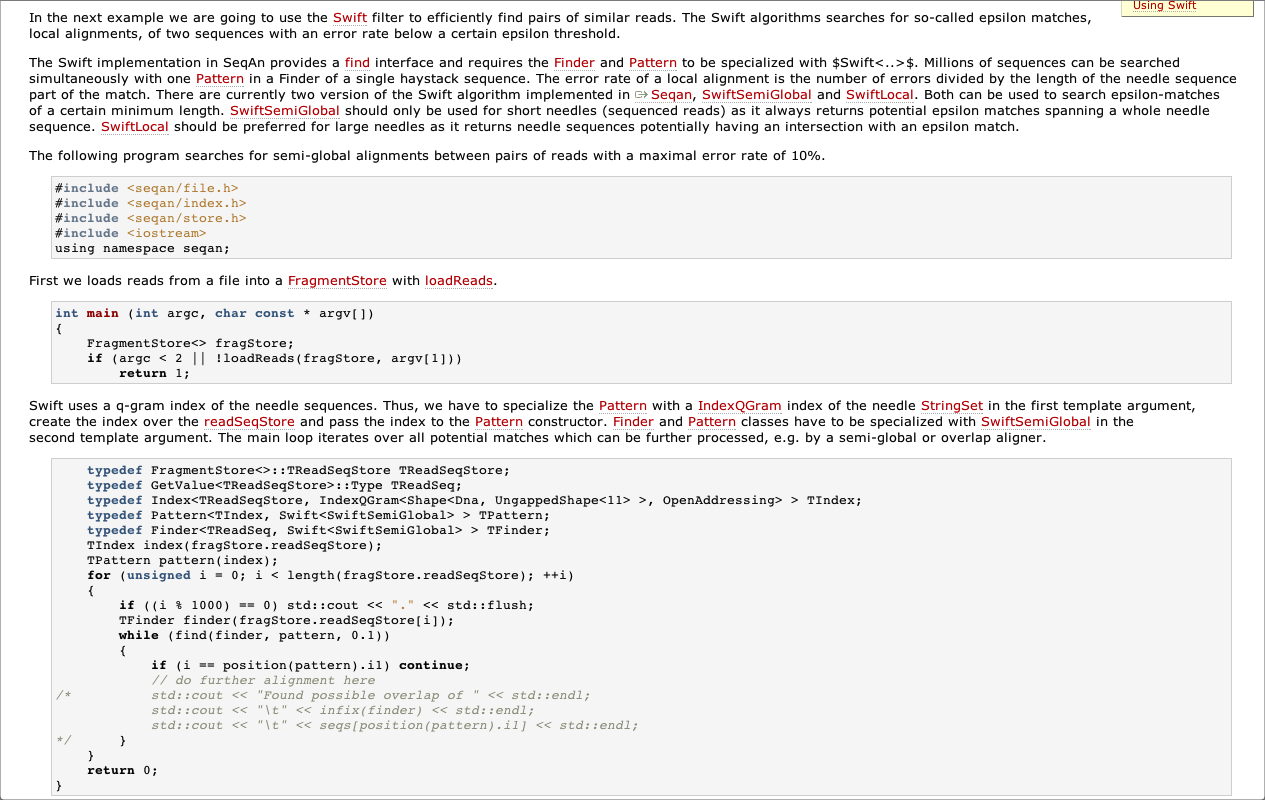 Using Swift
In the next example we are going to use the Swift filter to efficiently find pairs of similar reads. The Swift algorithms searches for so-called epsilon matches,
local alignments, of two sequences with an error rate below a certain epsilon threshold.
The Swift implementation in SeqAn provides a find interface and requires the Finder and Pattern to be specialized with $Swift<..>$. Millions of sequences can be searched
simultaneously with one Pattern in a Finder of a single haystack sequence. The error rate of a local alignment is the number of errors divided by the length of the needle sequence
part of the match. There are currently two version of the Swift algorithm implemented in Seqan, SwiftSemiGlobal and SwiftLocal. Both can be used to search epsilon-matches
of a certain minimum length. SwiftSemiGlobal should only be used for short needles (sequenced reads) as it always returns potential epsilon matches spanning a whole needle
sequence. SwiftLocal should be preferred for large needles as it returns needle sequences potentially having an intersection with an epsilon match.
The following program searches for semi-global alignments between pairs of reads with a maximal error rate of 10%.
#include <seqan/file.h>
#include <seqan/index.h>
#include <seqan/store.h>
#include <iostream>
using namespace seqan;
First we loads reads from a file into a FragmentStore with loadReads.
int main (int argc, char const * argv[])
{
    FragmentStore<> fragStore;
    if (argc < 2 || !loadReads(fragStore, argv[1]))
        return 1;
Swift uses a q-gram index of the needle sequences. Thus, we have to specialize the Pattern with a IndexQGram index of the needle StringSet in the first template argument,
create the index over the readSeqStore and pass the index to the Pattern constructor. Finder and Pattern classes have to be specialized with SwiftSemiGlobal in the
second template argument. The main loop iterates over all potential matches which can be further processed, e.g. by a semi-global or overlap aligner.
    typedef FragmentStore<>::TReadSeqStore TReadSeqStore;
    typedef GetValue<TReadSeqStore>::Type TReadSeq;
    typedef Index<TReadSeqStore, IndexQGram<Shape<Dna, UngappedShape<11> >, OpenAddressing> > TIndex;
    typedef Pattern<TIndex, Swift<SwiftSemiGlobal> > TPattern;
    typedef Finder<TReadSeq, Swift<SwiftSemiGlobal> > TFinder;
    TIndex index(fragStore.readSeqStore);
    TPattern pattern(index);
    for (unsigned i = 0; i < length(fragStore.readSeqStore); ++i)
    {
        if ((i % 1000) == 0) std::cout << "." << std::flush;
        TFinder finder(fragStore.readSeqStore[i]);
        while (find(finder, pattern, 0.1))
        {
            if (i == position(pattern).i1) continue;
            // do further alignment here
/*          std::cout << "Found possible overlap of " << std::endl;
            std::cout << "\t" << infix(finder) << std::endl;
            std::cout << "\t" << seqs[position(pattern).i1] << std::endl;
*/      }
    }
    return 0;
}